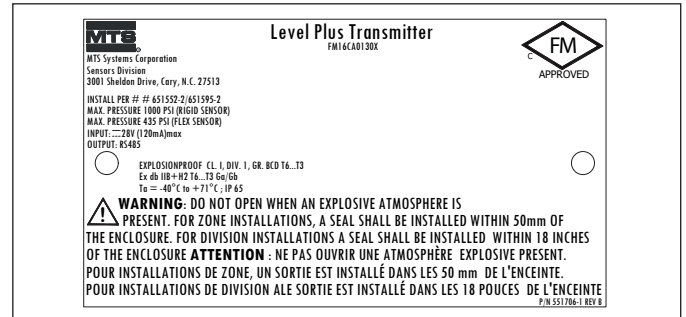 MTS
Level Plus Transmitter
FM16CA0130X
MTS Systems Corporation
Sensors Division
3001 Sheldon Drive, Cary, N.C. 27513
C FM
APPROVED
INSTALL PER # # 651552-2/651595-2
MAX. PRESSURE 1000 PSI (RIGID SENSOR)
MAX. PRESSURE 435 PSI (FLEX SENSOR)
INPUT: ⎓28V (120mA)max
OUTPUT: RS485
EXPLOSIONPROOF CL. I, DIV. 1, GR. BCD T6...T3
Ex db IIB+H2 T6...T3 Ga/Gb
Ta = -40°C to +71°C ; IP 65
WARNING: DO NOT OPEN WHEN AN EXPLOSIVE ATMOSPHERE IS
PRESENT. FOR ZONE INSTALLATIONS, A SEAL SHALL BE INSTALLED WITHIN 50mm OF
THE ENCLOSURE. FOR DIVISION INSTALLATIONS A SEAL SHALL BE INSTALLED WITHIN 18 INCHES
OF THE ENCLOSURE ATTENTION : NE PAS OUVRIR UNE ATMOSPHÈRE EXPLOSIVE PRESENT.
POUR INSTALLATIONS DE ZONE, UN SORTIE EST INSTALLÉ DANS LES 50 mm DE L'ENCEINTE.
POUR INSTALLATIONS DE DIVISION ALE SORTIE EST INSTALLÉ DANS LES 18 POUCES DE L'ENCEINTE
P/N 551706-1 REV B